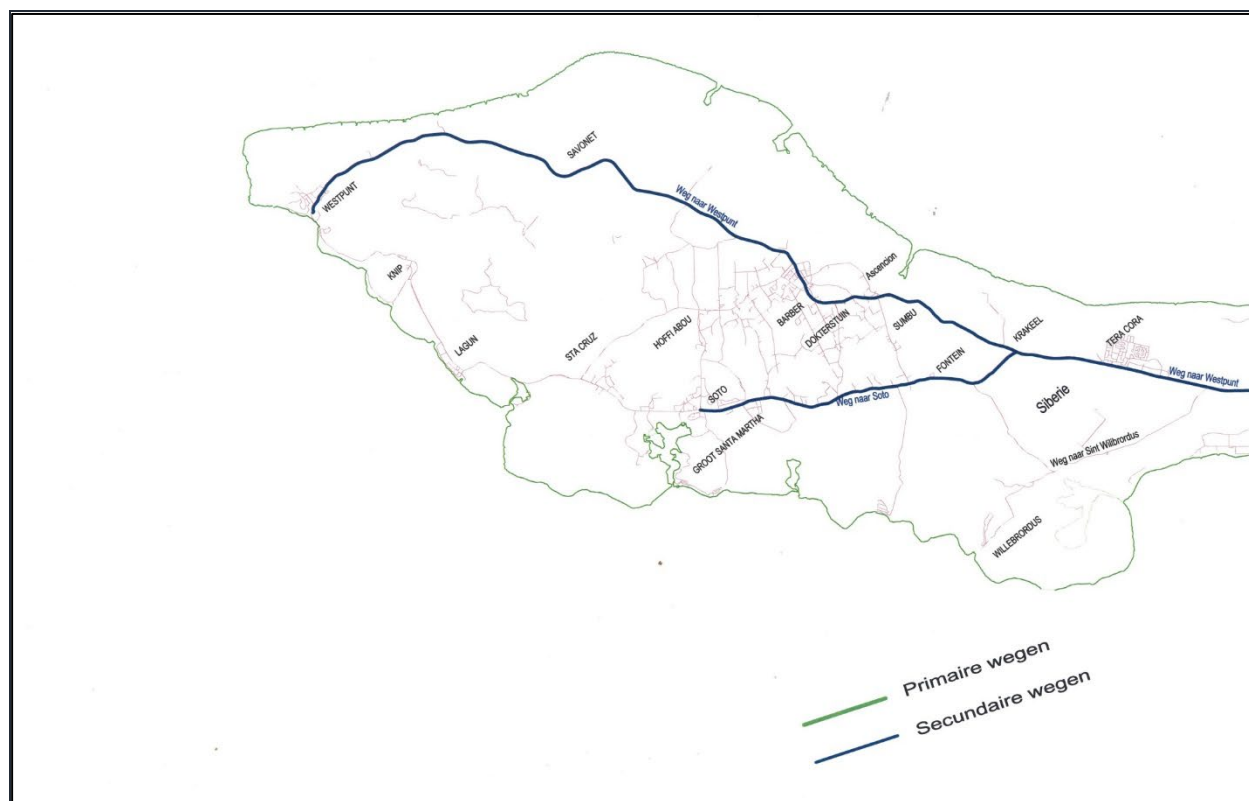 SAVONET
WESTPUNT
Weg naar Westpunt
KNIP
Ascencion
BARBER
DOKTERSTUIN
SUMBU
KRAKEEL
TERA CORA
HOFFI ABOU
STA CRUZ
LAGUN
FONTEIN
Weg naar Westpunt
SOTO
Weg naar Soto
Siberie
GROOT SANTA MARTHA
Weg naar Sint Willbrordus
WILLEBRORDUS
Primaire wegen
Secundaire wegen